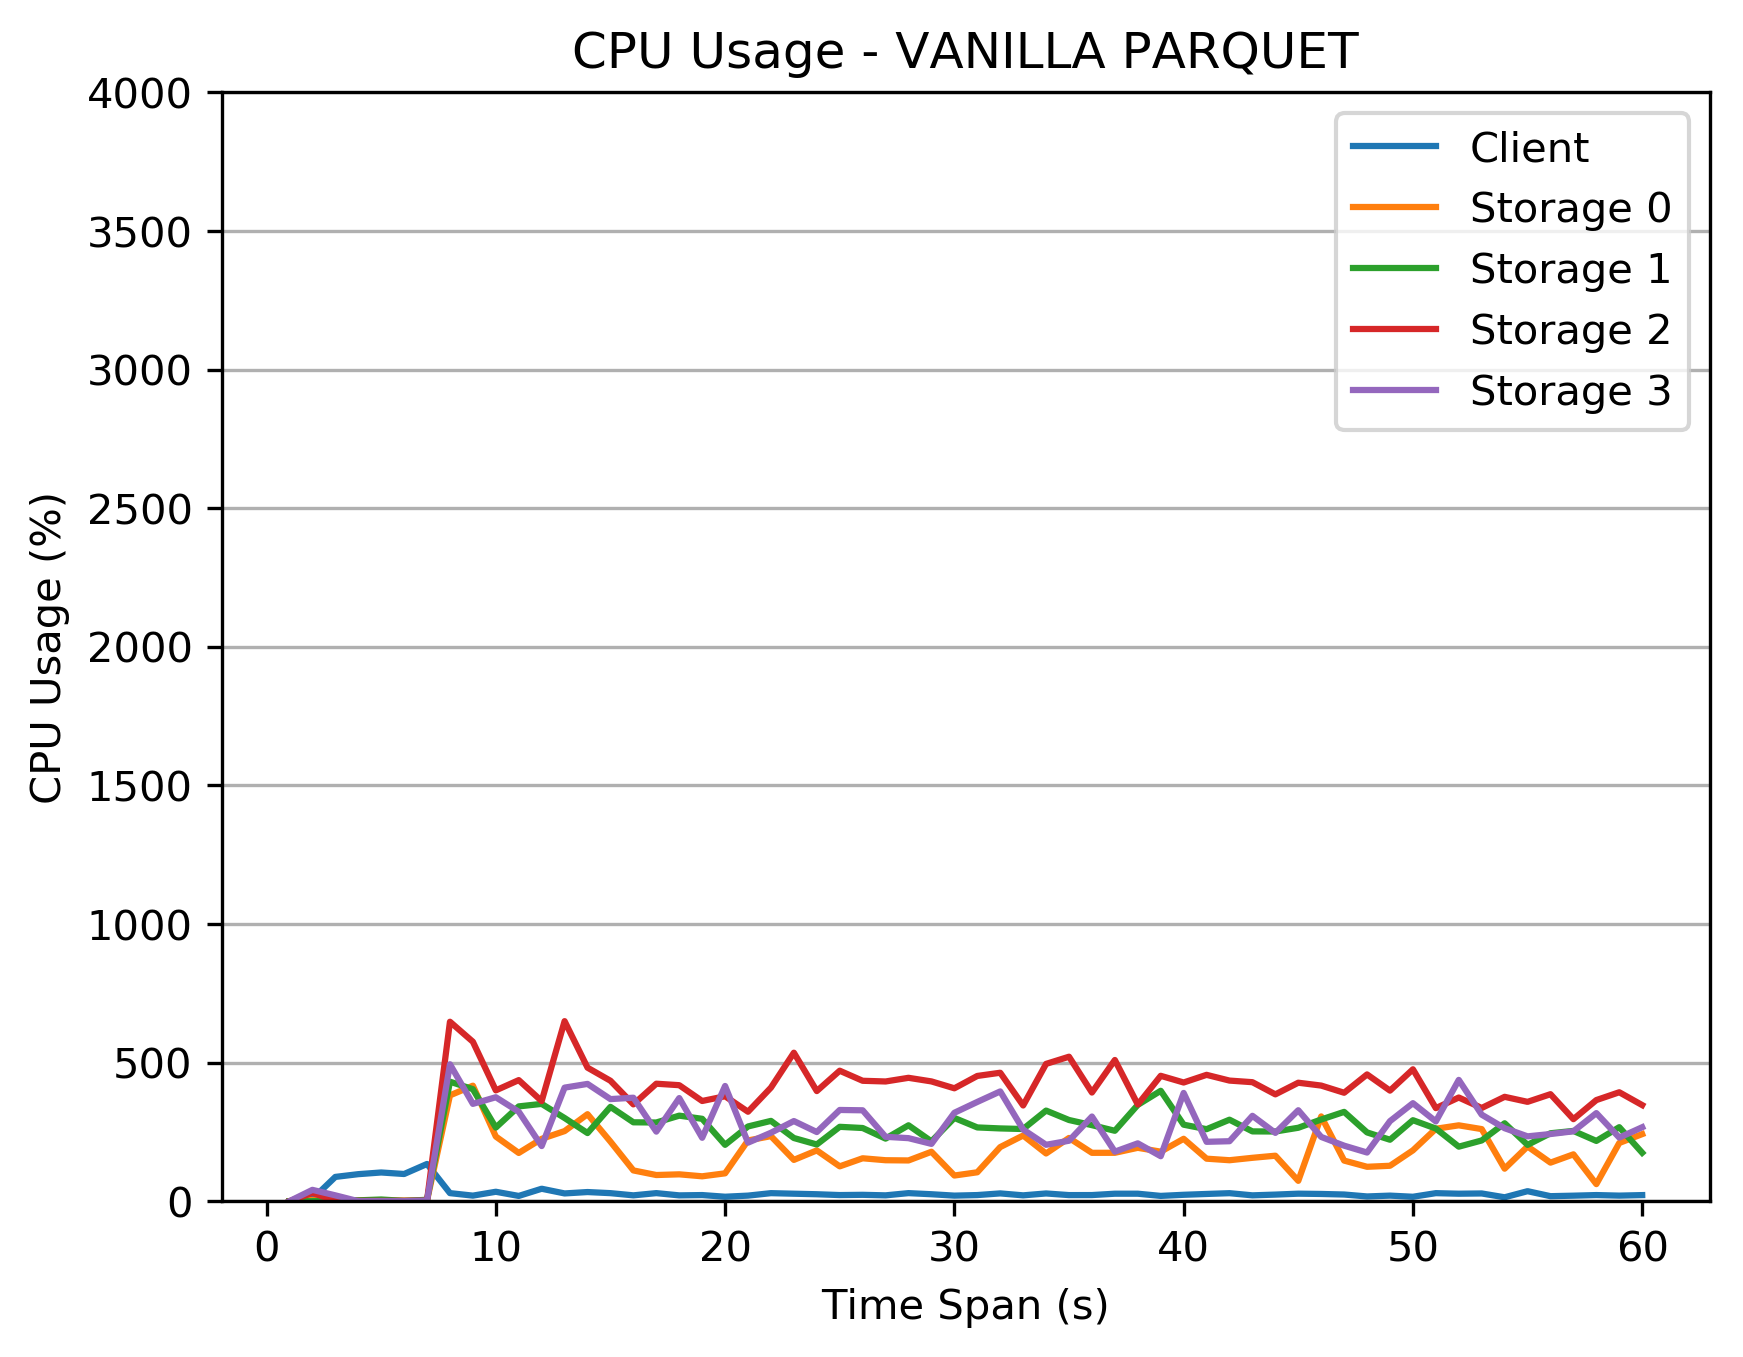 CPU Usage - VANILLA PARQUET
4000
3500
3000
2500
2000
1500
1000
500
0
CPU Usage (%)
Client
Storage 0
Storage 1
Storage 2
Storage 3
0 10 20 30 40 50 60
Time Span (s)